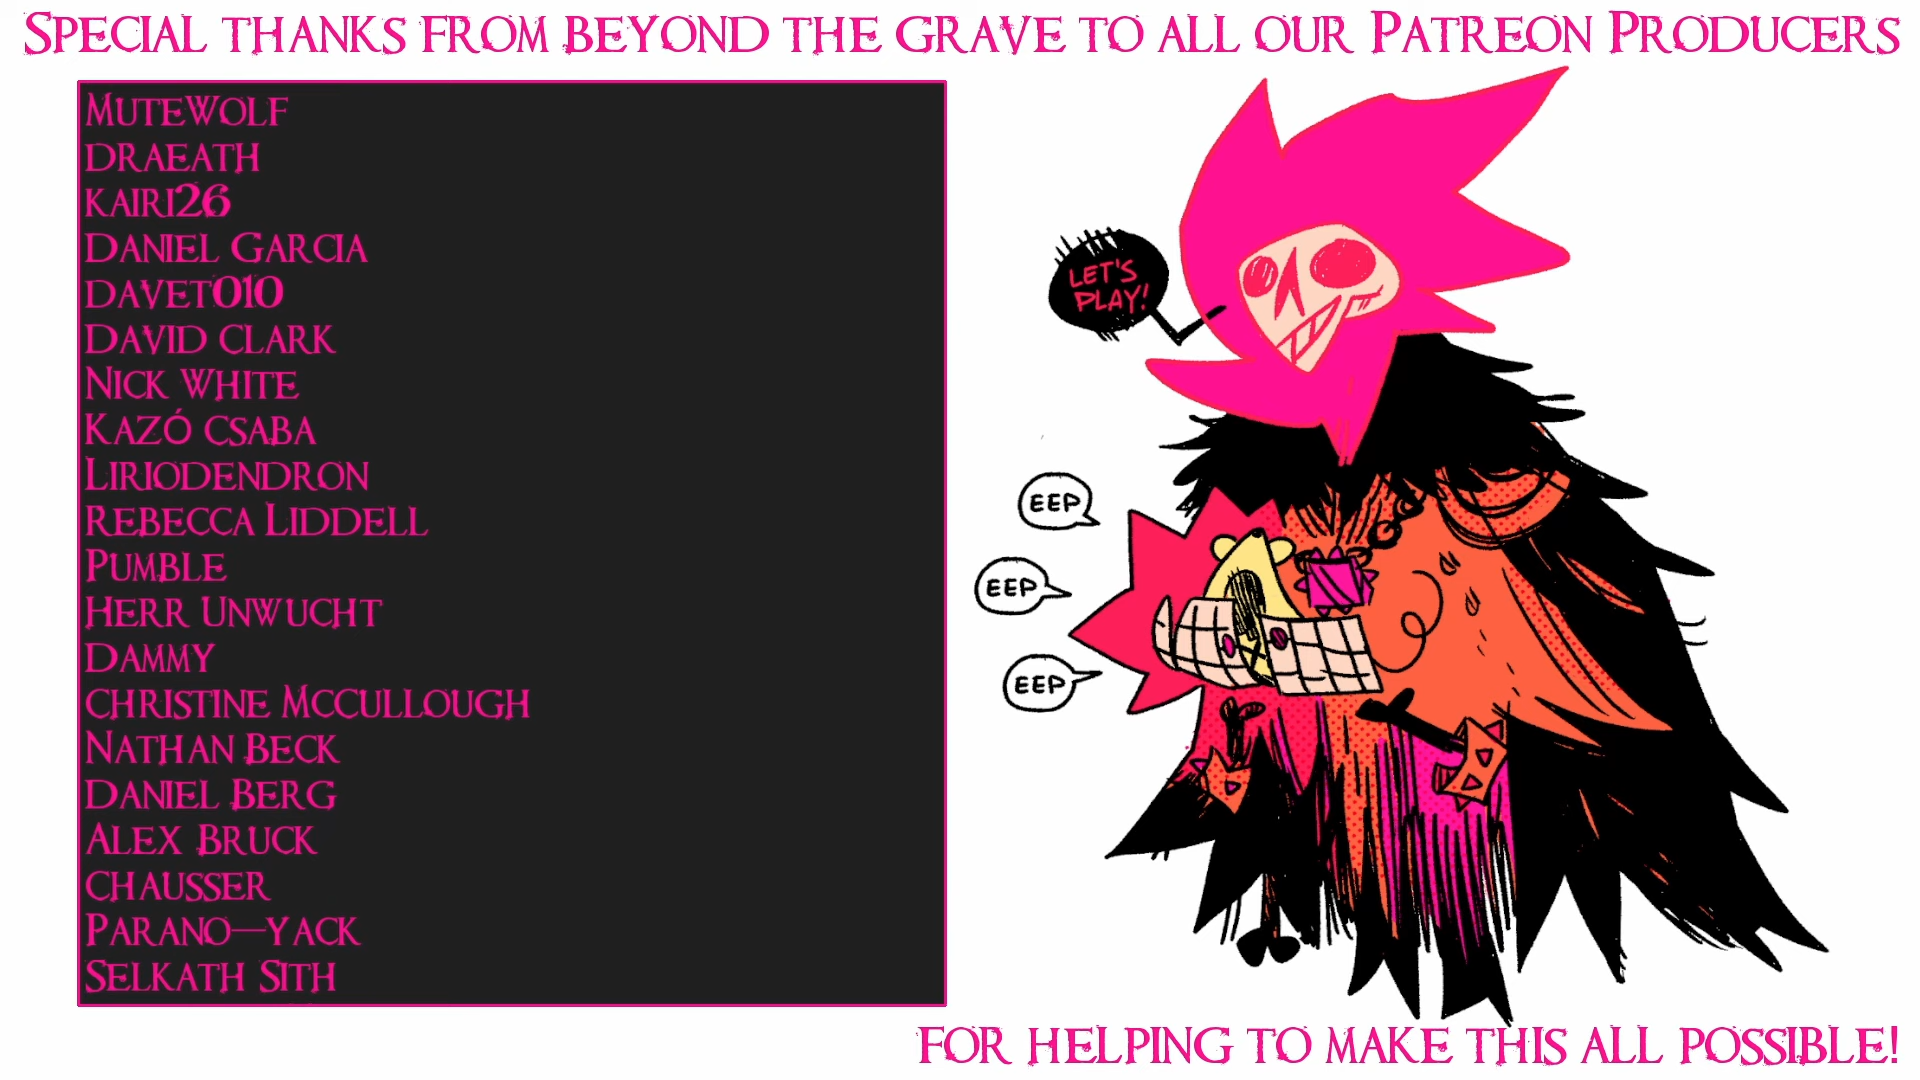 Special thanks from beyond the grave to all our Patreon Producers
MuteWolf
draeath
kairi26
Daniel Garcia
davet010
David Clark
Nick White
Kazó Csaba
Liriodendron
Rebecca Liddell
Pumble
Herr Unwucht
Dammy
Christine McCullough
Nathan Beck
Daniel Berg
Alex Bruck
Chausser
Parano—yack
Selkath Sith
LET'S
PLAY!
EEP
EEP
EEP
for helping to make this all possible!